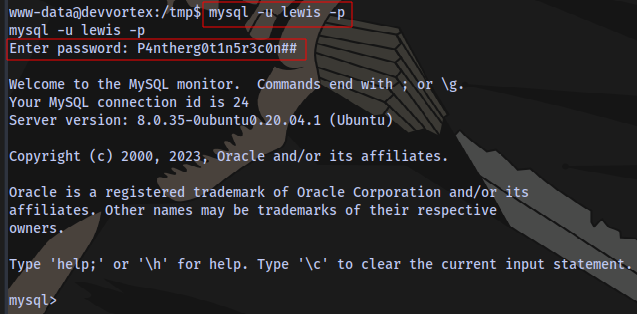 www-data@devvortex:/tmp$ mysql -u lewis -p
mysql -u lewis -p
Enter password: P4ntherg0t1n5r3c0n##
Welcome to the MySQL monitor.  Commands end with ; or \g.
Your MySQL connection id is 24
Server version: 8.0.35-0ubuntu0.20.04.1 (Ubuntu)
Copyright (c) 2000, 2023, Oracle and/or its affiliates.
Oracle is a registered trademark of Oracle Corporation and/or its
affiliates. Other names may be trademarks of their respective
owners.
Type 'help;' or '\h' for help. Type '\c' to clear the current input statement.
mysql>